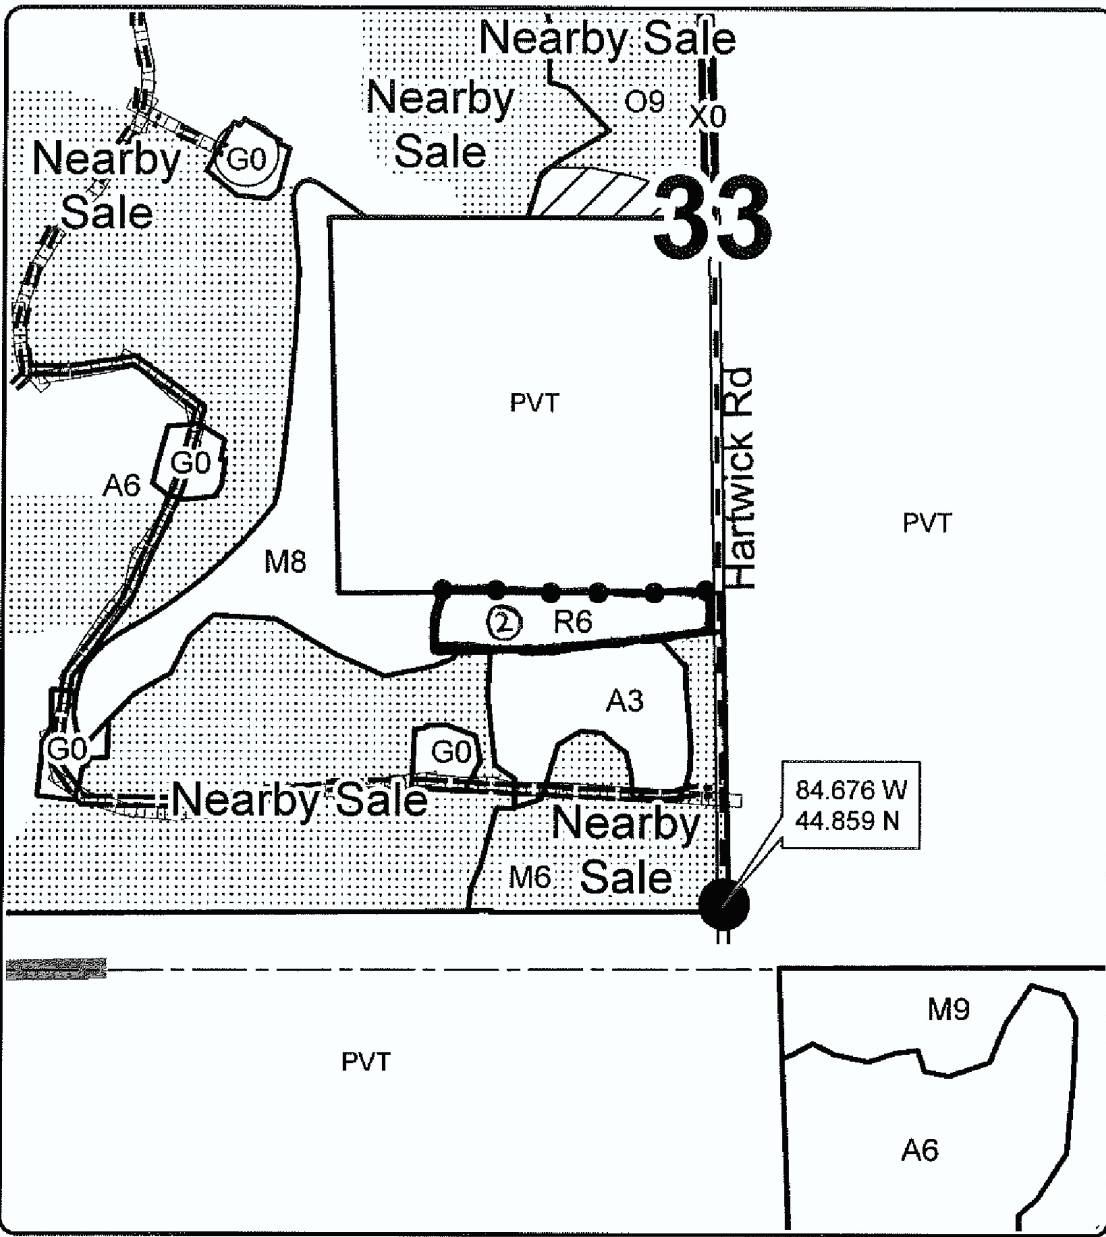 Nearby Sale
Nearby
Sale
O9
X0
Nearby
Sale
G0
33
PVT
Hartwick Rd
G0
A6
PVT
M8
2
R6
A3
G0
G0
Nearby Sale
Nearby
Sale
M6
84.676 W
44.859 N
M9
PVT
A6